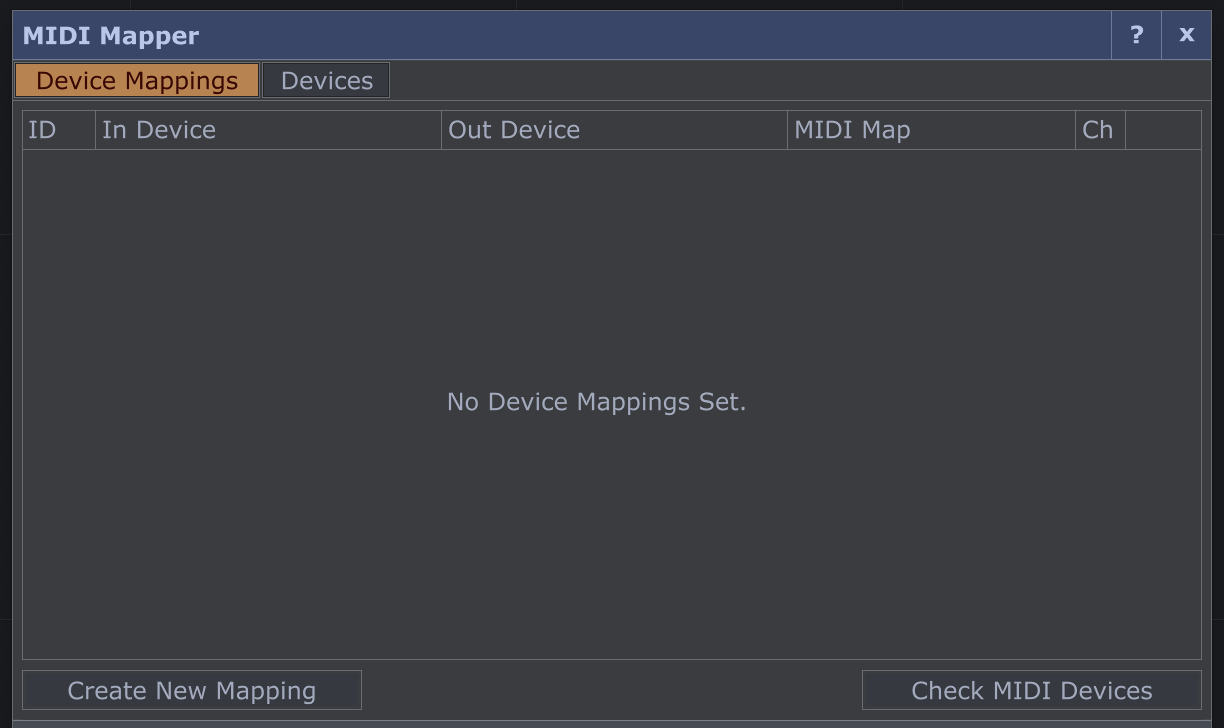 MIDI Mapper ? x
Device Mappings Devices
ID In Device Out Device MIDI Map Ch
No Device Mappings Set.
Create New Mapping Check MIDI Devices